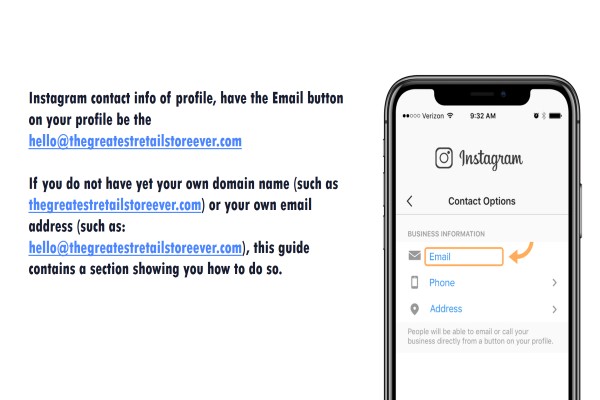 Instagram contact info of profile, have the Email button
on your profile be the
hello@thegreatestretailstoreever.com
If you do not have yet your own domain name (such as
thegreatestretailstoreever.com) or your own email
address (such as:
hello@thegreatestretailstoreever.com), this guide
contains a section showing you how to do so.
Verizon 9:32 AM
Instagram
Contact Options
BUSINESS INFORMATION
Email
Phone
Address
People will be able to email or call your
business directly from a button on your profile.